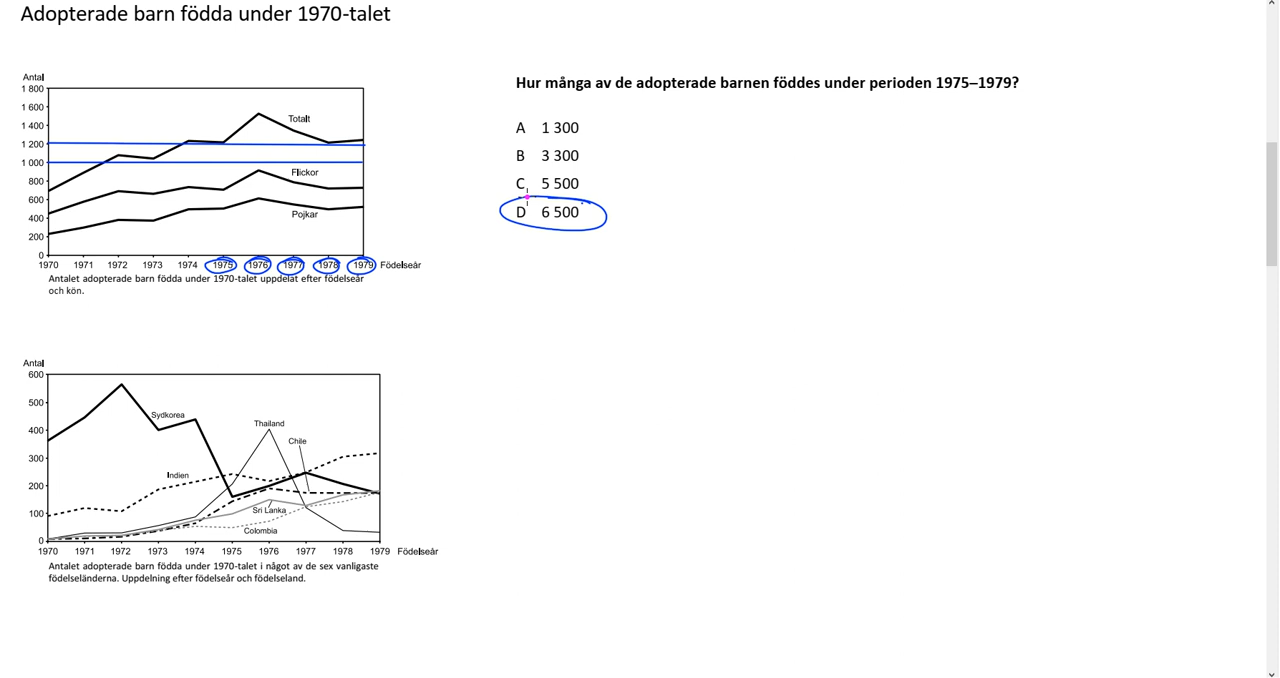 Adopterade barn födda under 1970-talet
Hur många av de adopterade barnen föddes under perioden 1975–1979?
A 1 300
B 3 300
C 5 500
D 6 500
Antal
1 800
1 600
1 400
1 200
1 000
800
600
400
200
0
Totalt
Flickor
Pojkar
1970 1971 1972 1973 1974 1975 1976 1977 1978 1979 Födelseår
Antalet adopterade barn födda under 1970-talet uppdelat efter födelseår
och kön.
Antal
600
500
400
300
200
100
0
Sydkorea
Thailand
Chile
Indien
Sri Lanka
Colombia
1970 1971 1972 1973 1974 1975 1976 1977 1978 1979 Födelseår
Antalet adopterade barn födda under 1970-talet i något av de sex vanligaste
födelseländerna. Uppdelning efter födelseår och födelseland.